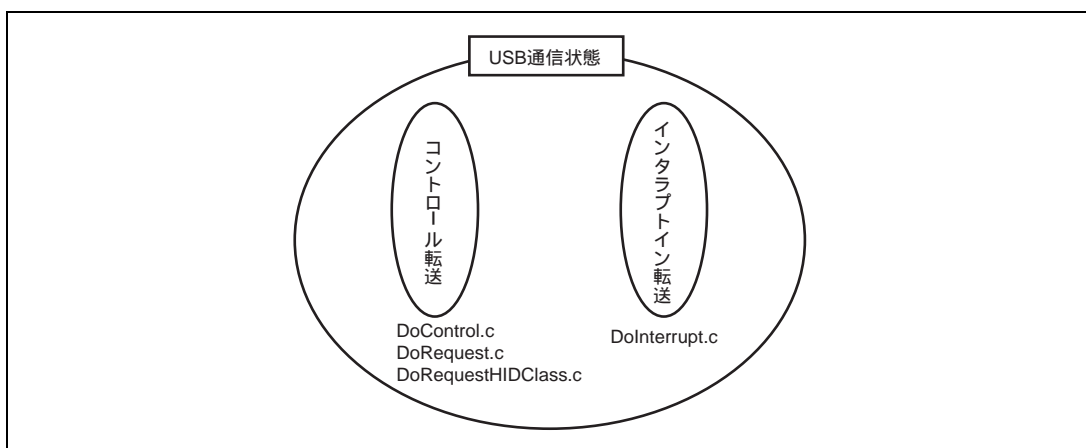 USB通信状態
コントロール転送
インタラプトイン転送
DoControl.c
DoRequest.c
DoRequestHIDClass.c
DoInterrupt.c